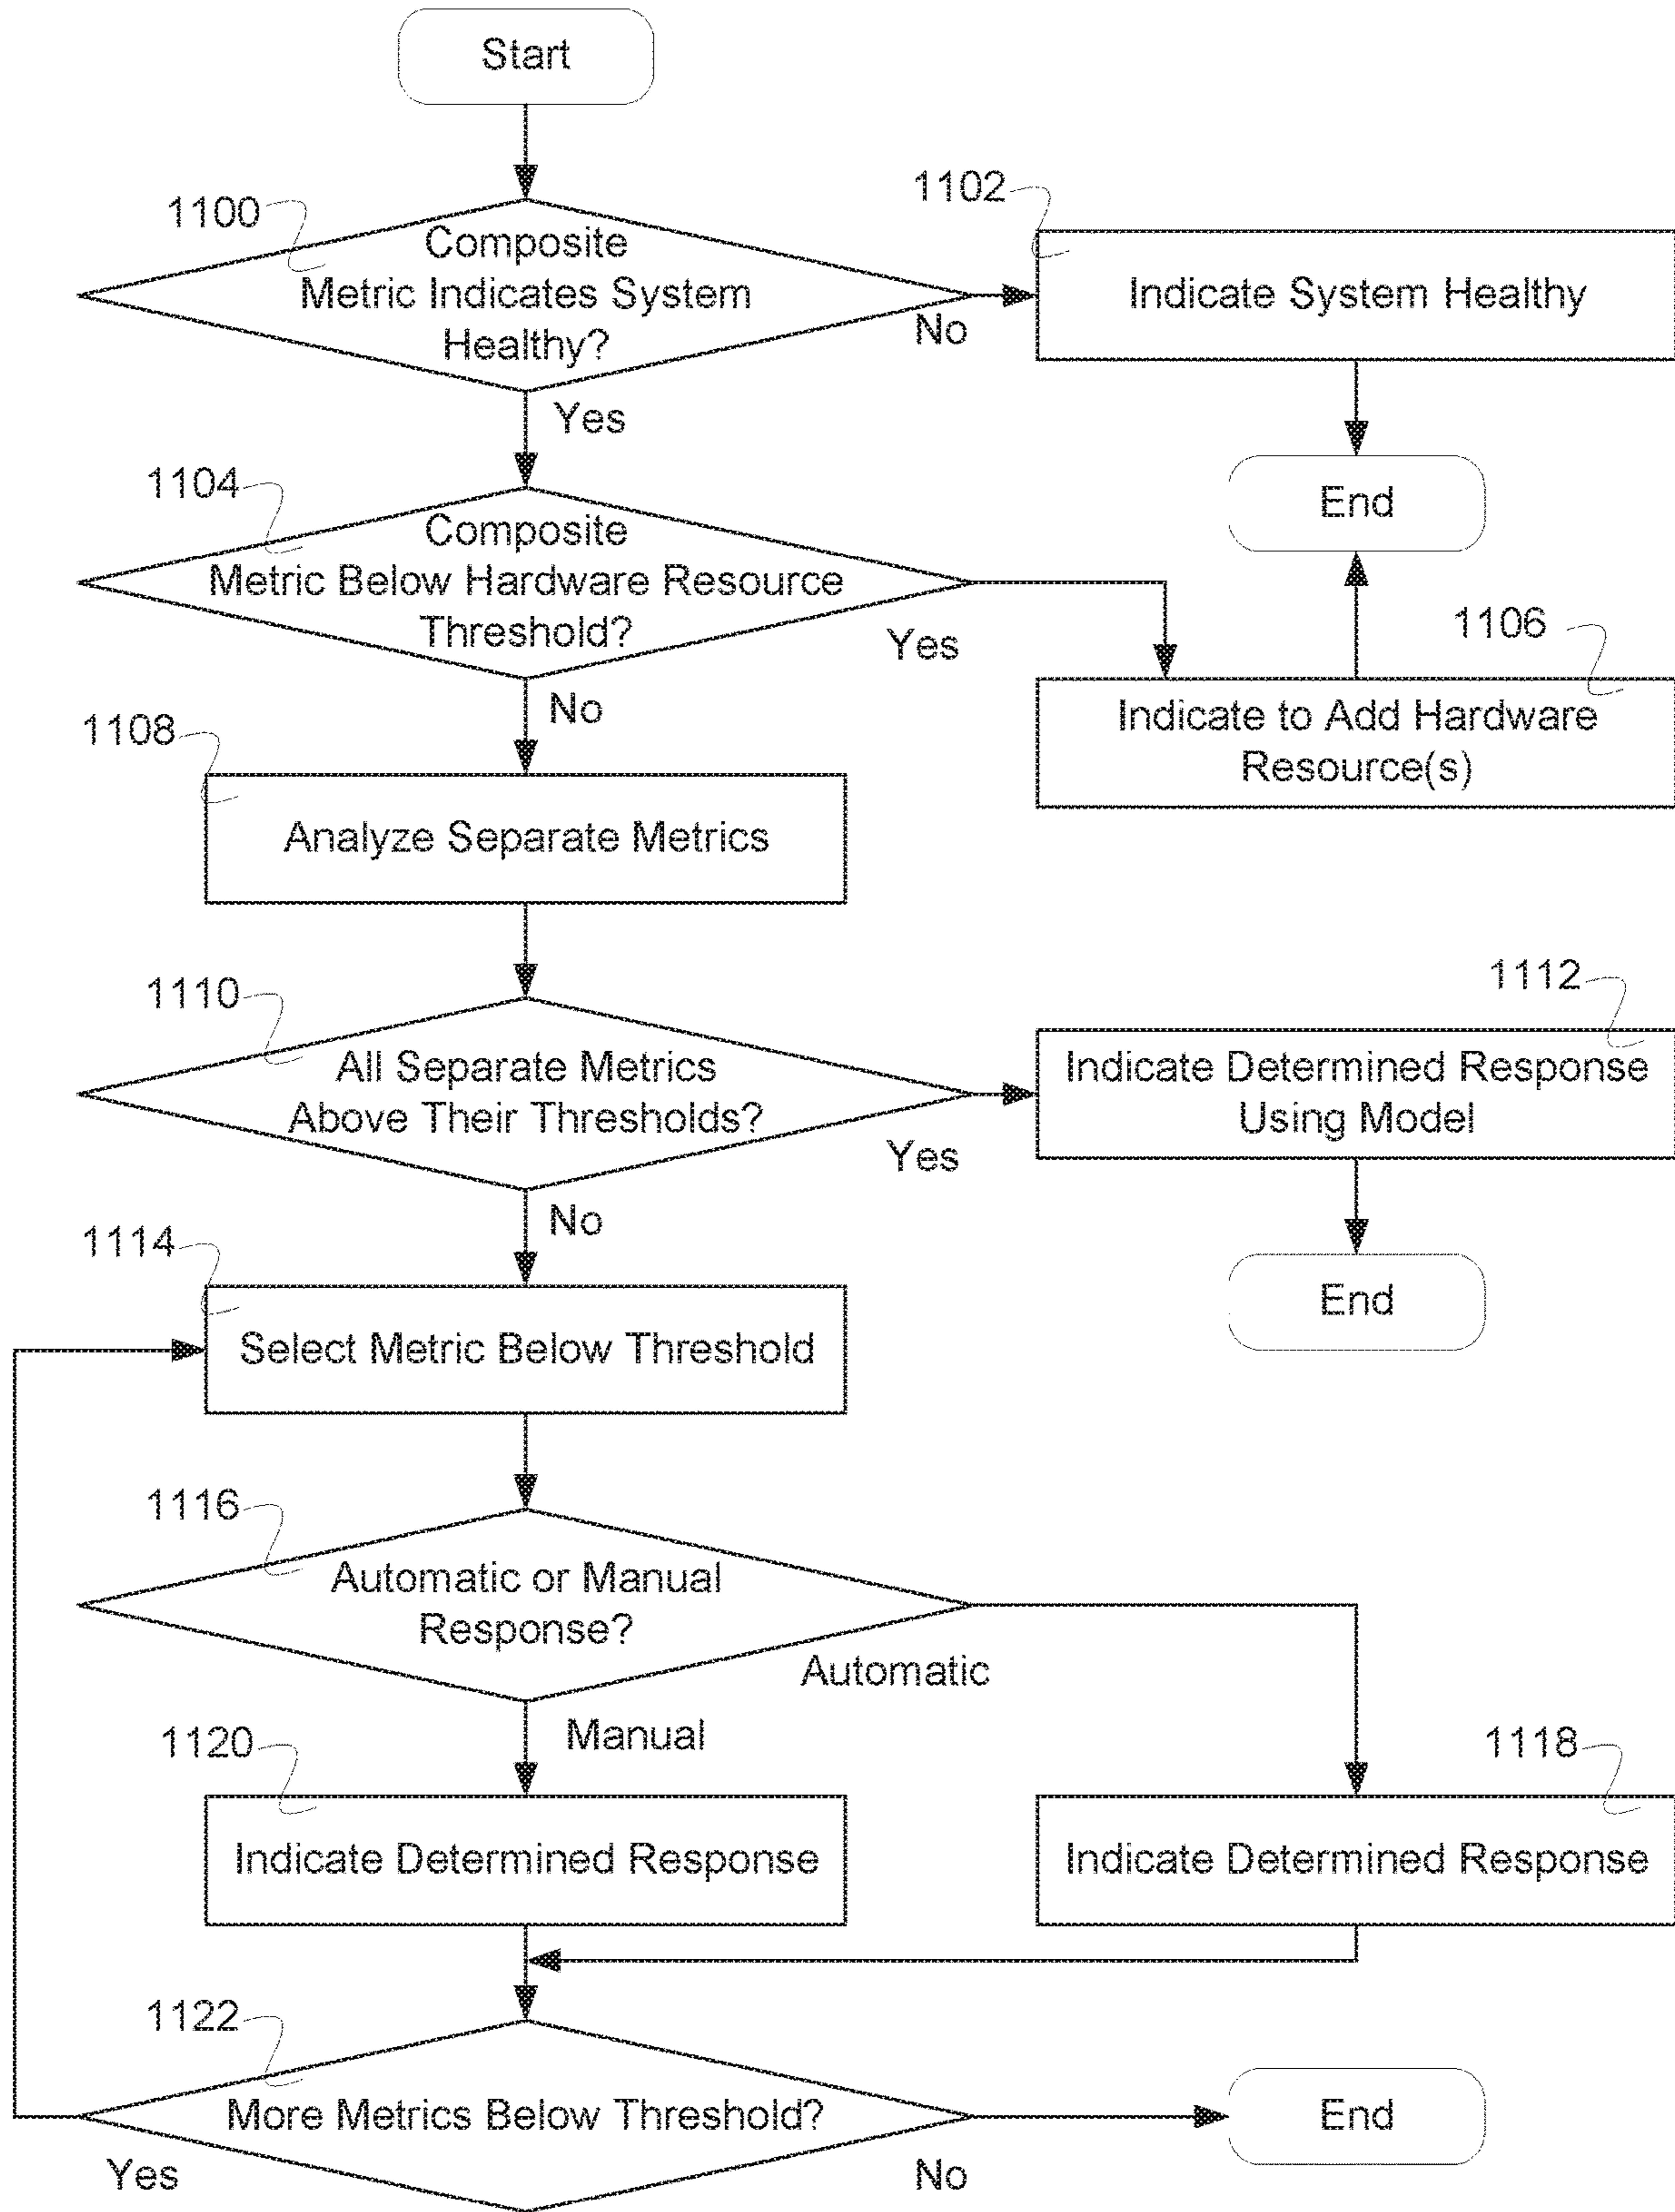 Start
1100
Composite
Metric Indicates System
Healthy?
No
Yes
1102
Indicate System Healthy
End
1104
Composite
Metric Below Hardware Resource
Threshold?
Yes
No
1106
Indicate to Add Hardware
Resource(s)
1108
Analyze Separate Metrics
1110
All Separate Metrics
Above Their Thresholds?
Yes
No
1112
Indicate Determined Response
Using Model
End
1114
Select Metric Below Threshold
1116
Automatic or Manual
Response?
Automatic
Manual
1120
Indicate Determined Response
1118
Indicate Determined Response
1122
More Metrics Below Threshold?
Yes
No
End